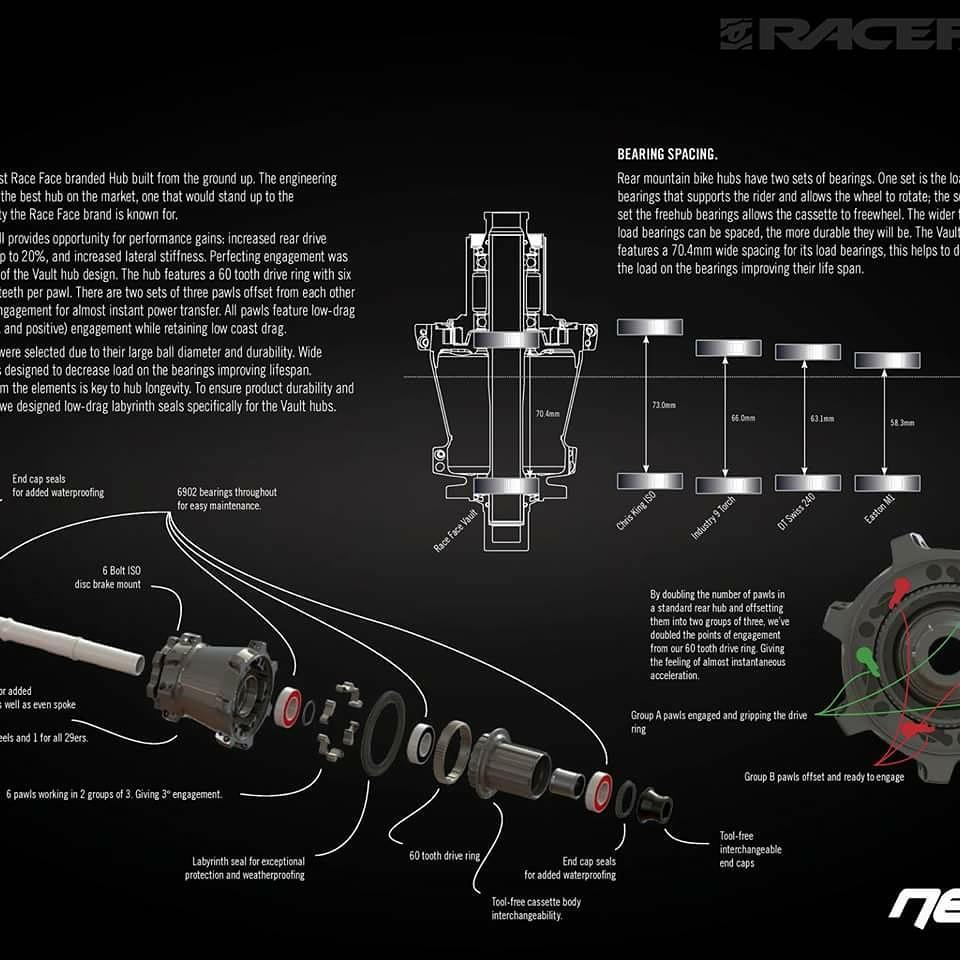 RACEF
st Race Face branded Hub built from the ground up. The engineering
the best hub on the market, one that would stand up to the
ty the Race Face brand is known for.
ll provides opportunity for performance gains: increased rear drive
p to 20%, and increased lateral stiffness. Perfecting engagement was
of the Vault hub design. The hub features a 60 tooth drive ring with six
teeth per pawl. There are two sets of three pawls offset from each other
ngagement for almost instant power transfer. All pawls feature low-drag
, and positive) engagement while retaining low coast drag.
were selected due to their large ball diameter and durability. Wide
s designed to decrease load on the bearings improving lifespan.
m the elements is key to hub longevity. To ensure product durability and
we designed low-drag labyrinth seals specifically for the Vault hubs.
BEARING SPACING.
Rear mountain bike hubs have two sets of bearings. One set is the loa
bearings that supports the rider and allows the wheel to rotate; the se
set the freehub bearings allows the cassette to freewheel. The wider t
load bearings can be spaced, the more durable they will be. The Vault
features a 70.4mm wide spacing for its load bearings, this helps to d
the load on the bearings improving their life span.
70.4mm
73.0mm
66.0mm
63.1mm
58.3mm
Race Face Vault
Chris King ISO
Industry 9 Torch
DT Swiss 240
Easton M1
End cap seals
for added waterproofing
6902 bearings throughout
for easy maintenance.
6 Bolt ISO
disc brake mount
or added
s well as even spoke
eels and 1 for all 29ers.
6 pawls working in 2 groups of 3. Giving 3° engagement.
Labyrinth seal for exceptional
protection and weatherproofing
60 tooth drive ring
Tool-free cassette body
interchangeability.
End cap seals
for added waterproofing
Tool-free
interchangeable
end caps
By doubling the number of pawls in
a standard rear hub and offsetting
them into two groups of three, we've
doubled the points of engagement
from our 60 tooth drive ring. Giving
the feeling of almost instantaneous
acceleration.
Group A pawls engaged and gripping the drive
ring
Group B pawls offset and ready to engage
ne